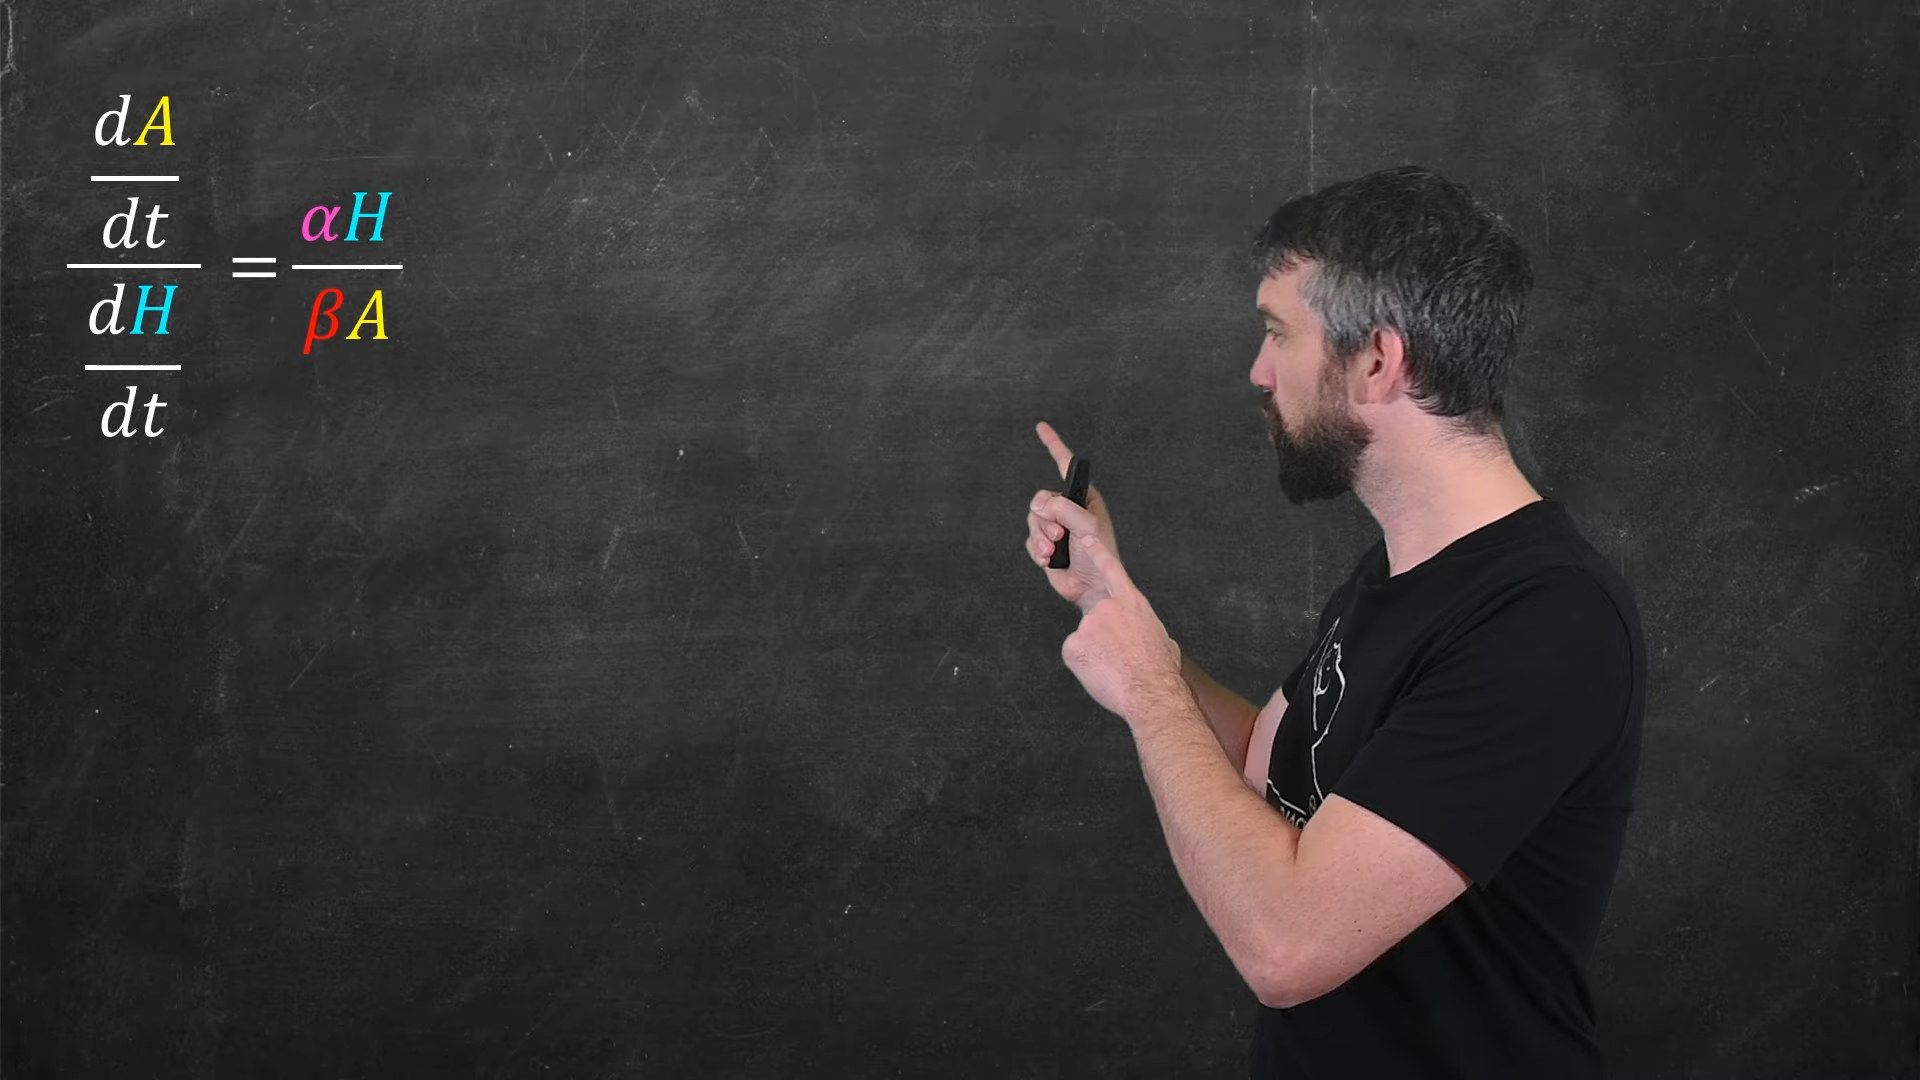 dA
dt
dH
dt
= αH
βA